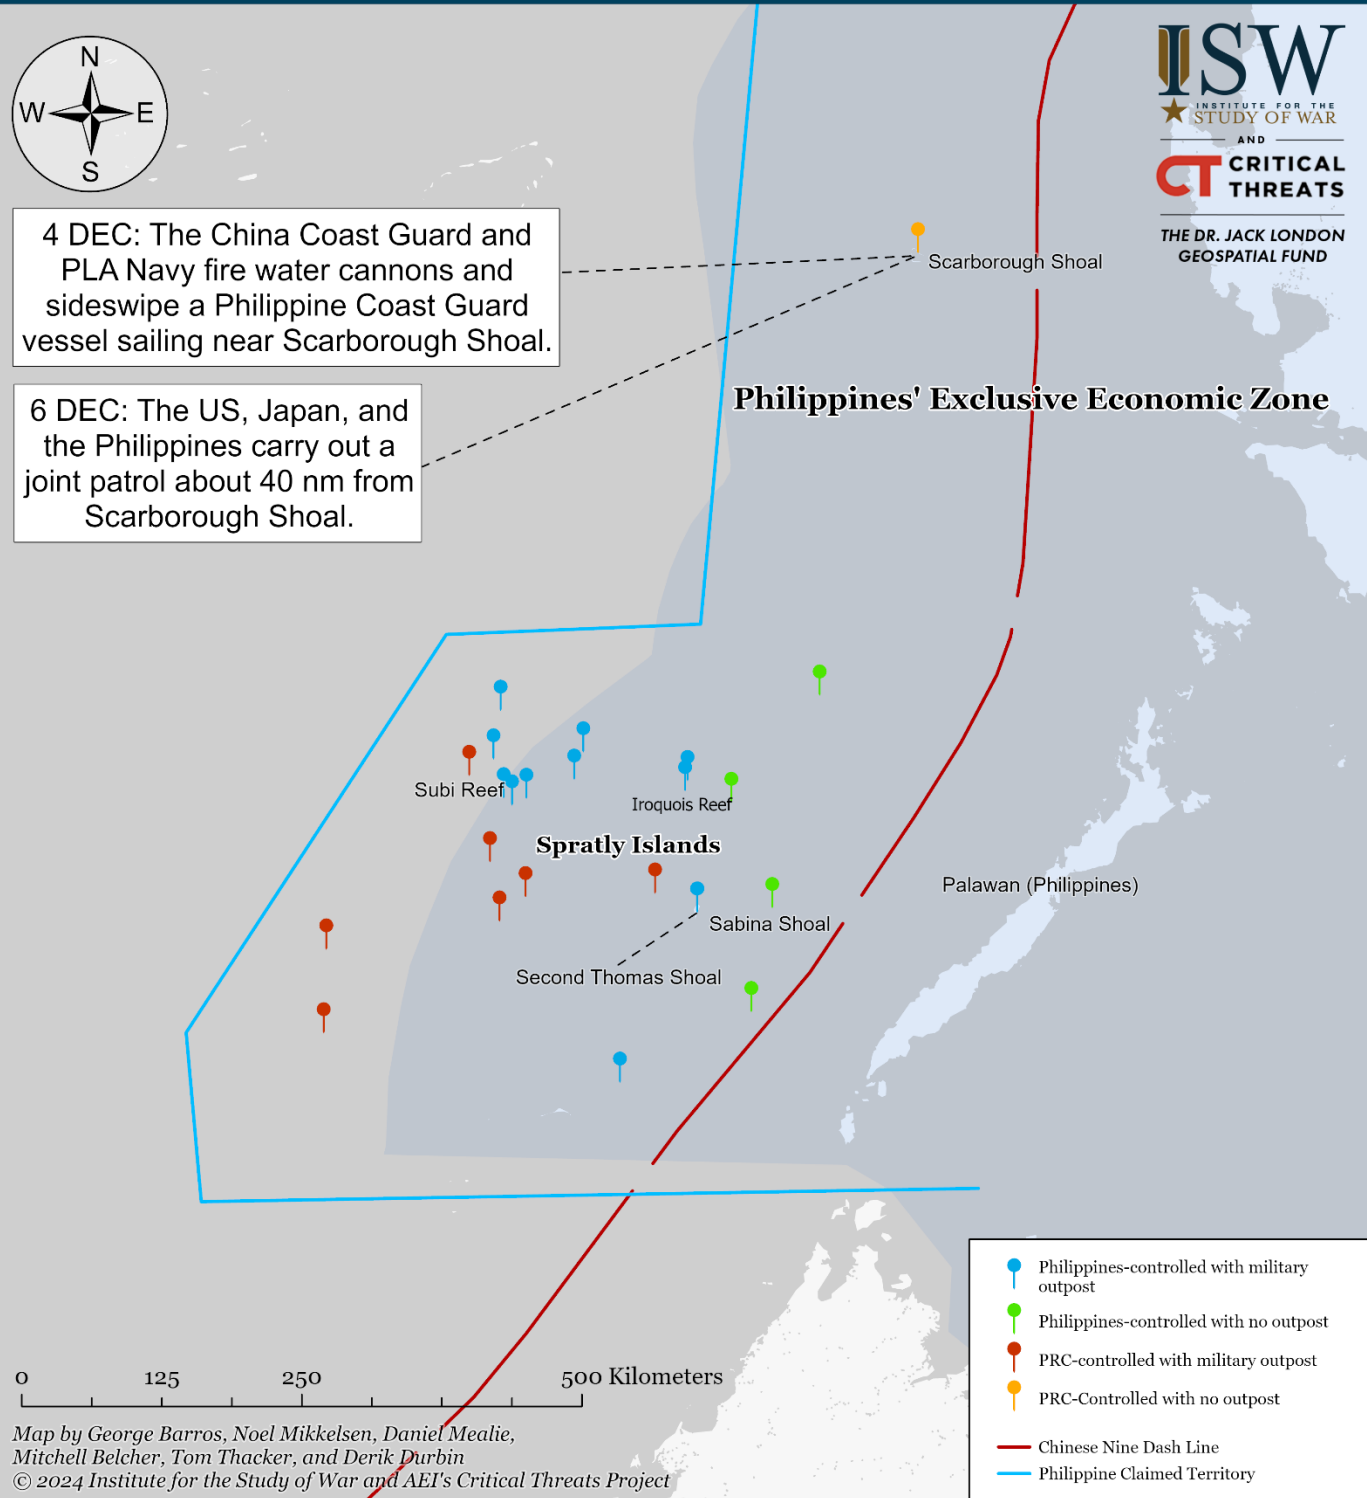 N
W
E
S
ISW
INSTITUTE FOR THE
STUDY OF WAR
AND
CT CRITICAL
THREATS
THE DR. JACK LONDON
GEOSPATIAL FUND
4 DEC: The China Coast Guard and
PLA Navy fire water cannons and
sideswipe a Philippine Coast Guard
vessel sailing near Scarborough Shoal.
6 DEC: The US, Japan, and
the Philippines carry out a
joint patrol about 40 nm from
Scarborough Shoal.
Scarborough Shoal
Philippines' Exclusive Economic Zone
Subi Reef
Iroquois Reef
Spratly Islands
Palawan (Philippines)
Sabina Shoal
Second Thomas Shoal
Philippines-controlled with military
outpost
Philippines-controlled with no outpost
PRC-controlled with military outpost
PRC-Controlled with no outpost
Chinese Nine Dash Line
Philippine Claimed Territory
0 125 250 500 Kilometers
Map by George Barros, Noel Mikkelsen, Daniel Mealie,
Mitchell Belcher, Tom Thacker, and Derik Durbin
© 2024 Institute for the Study of War and AEI's Critical Threats Project